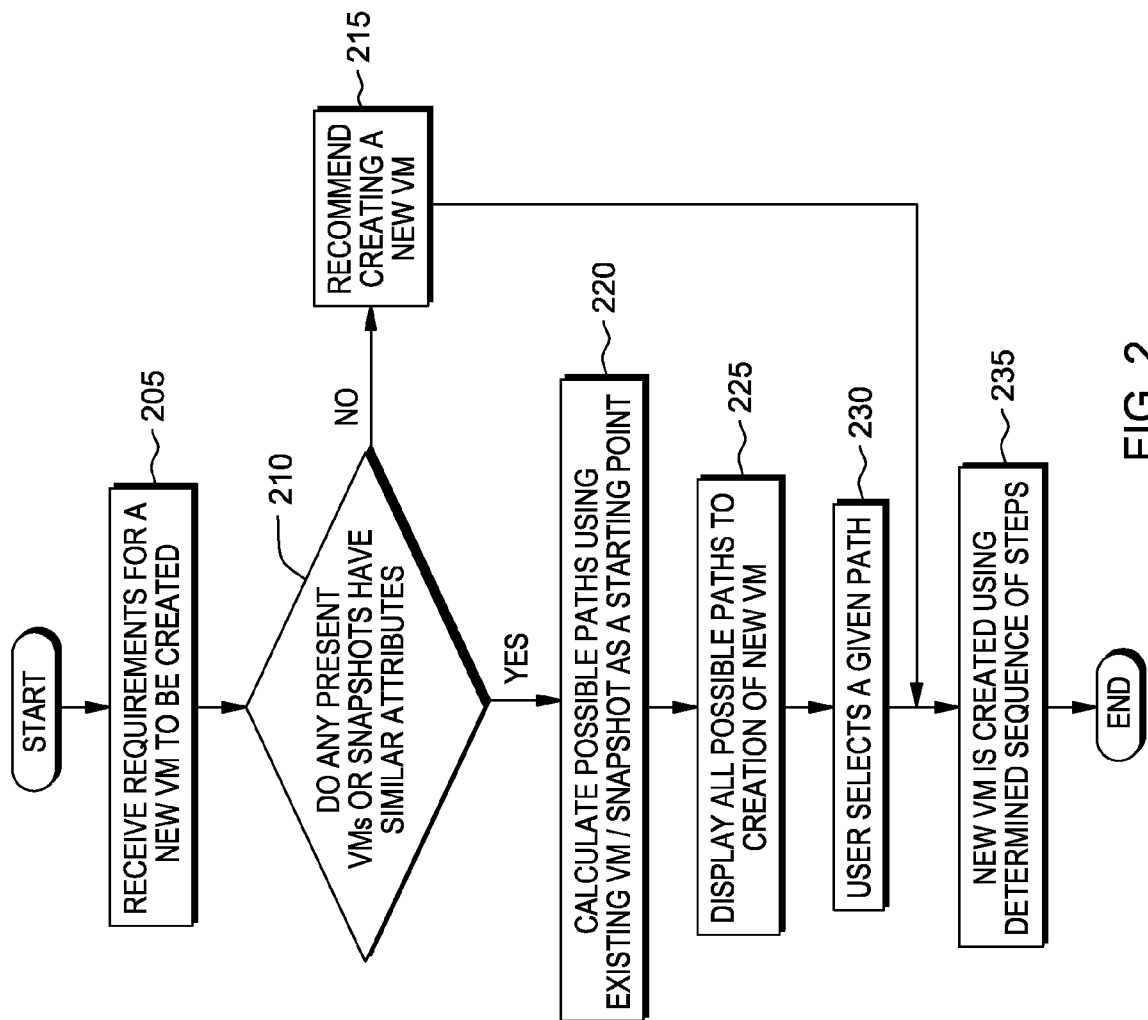 START
RECEIVE REQUIREMENTS FOR A
NEW VM TO BE CREATED
205
210
DO ANY PRESENT
VMs OR SNAPSHOTS HAVE
SIMILAR ATTRIBUTES
NO
RECOMMEND
CREATING A
NEW VM
215
YES
CALCULATE POSSIBLE PATHS USING
EXISTING VM / SNAPSHOT AS A STARTING POINT
220
DISPLAY ALL POSSIBLE PATHS TO
CREATION OF NEW VM
225
USER SELECTS A GIVEN PATH
230
NEW VM IS CREATED USING
DETERMINED SEQUENCE OF STEPS
235
END
FIG. 2